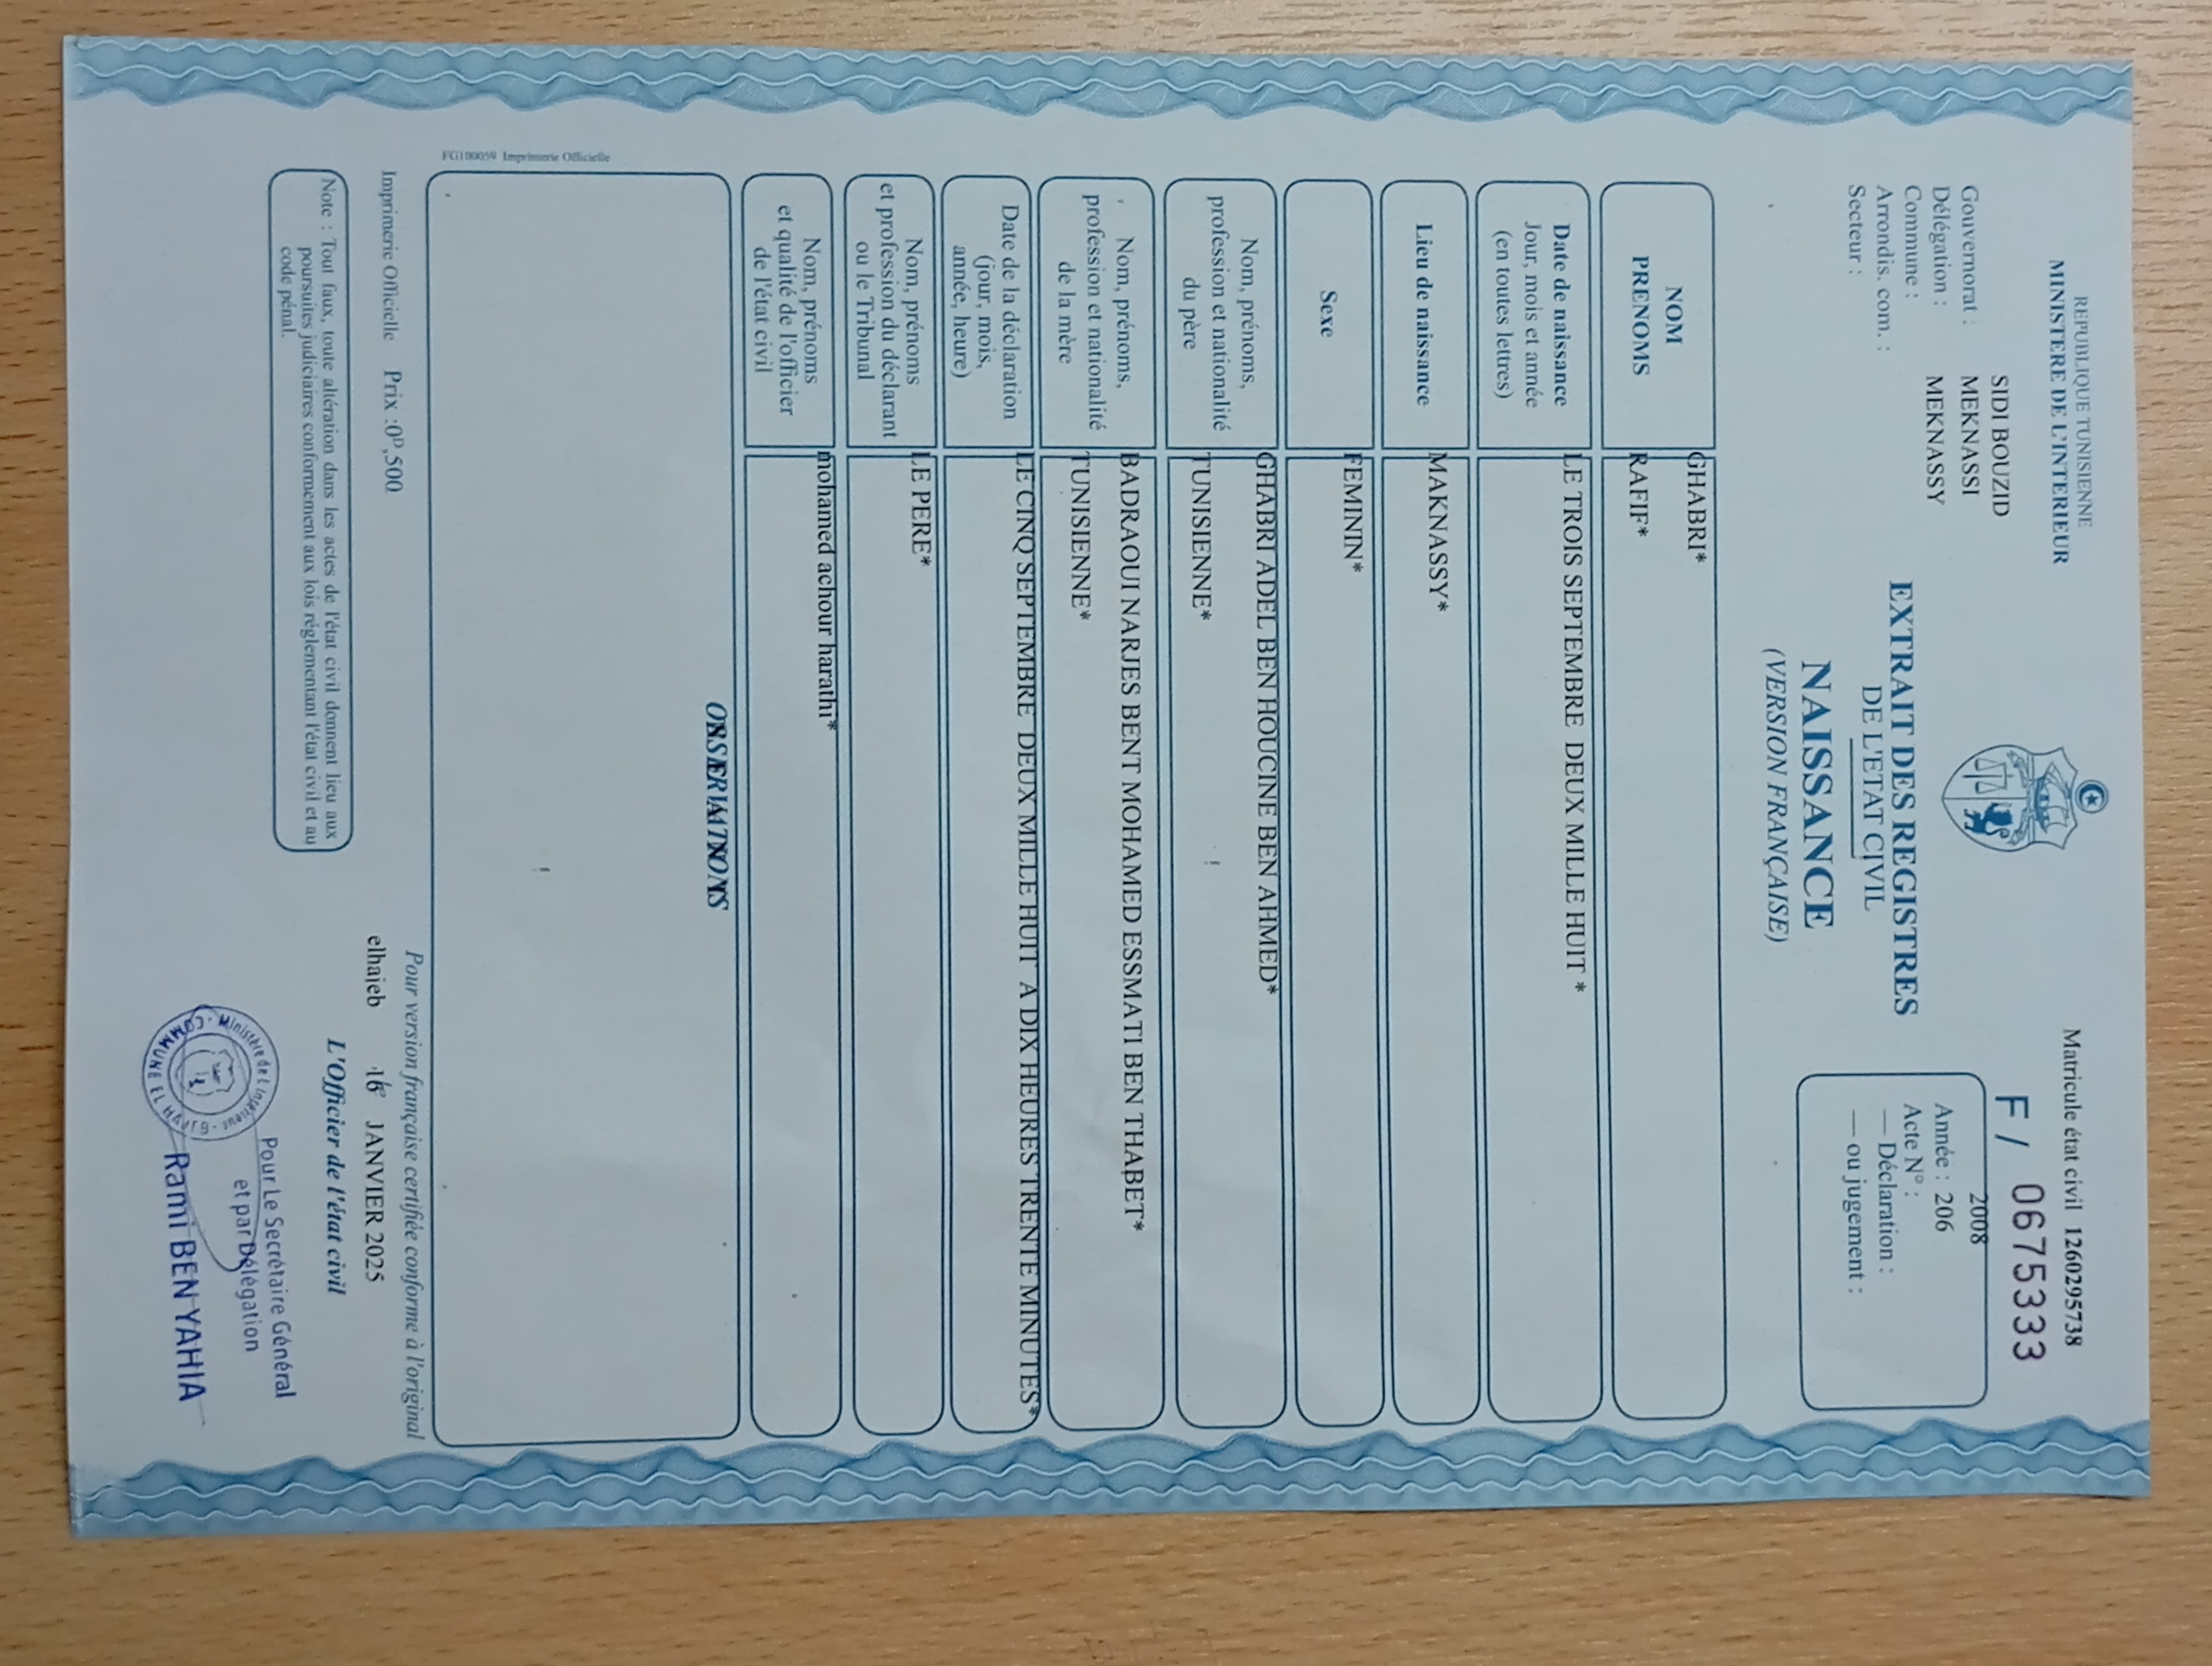 REPUBLIQUE TUNISIENNE
MINISTERE DE L'INTERIEUR
Matricule état civil 1260295738
F / 0675333
Gouvernorat : SIDI BOUZID
Délégation : MEKNASSI
Commune : MEKNASSY
Arrondis. com. :
Secteur :
EXTRAIT DES REGISTRES
DE L'ETAT CIVIL
NAISSANCE
(VERSION FRANÇAISE)
2008
Année : 206
Acte N° :
— Déclaration :
— ou jugement :
NOM
PRENOMS
GHABRI*
RAFIF*
Date de naissance
Jour, mois et année
(en toutes lettres)
LE TROIS SEPTEMBRE DEUX MILLE HUIT *
Lieu de naissance
MAKNASSY*
Sexe
FEMININ*
Nom, prénoms,
profession et nationalité
du père
GHABRI ADEL BEN HOUCINE BEN AHMED*
TUNISIENNE*
Nom, prénoms,
profession et nationalité
de la mère
BADRAOUI NARJES BENT MOHAMED ESSMATI BEN THABET*
TUNISIENNE*
Date de la déclaration
(jour, mois,
année, heure)
LE CINQ SEPTEMBRE DEUX MILLE HUIT A DIX HEURES TRENTE MINUTES*
Nom, prénoms
et profession du déclarant
ou le Tribunal
LE PERE*
Nom, prénoms
et qualité de l'officier
de l'état civil
mohamed achour harathi*
OBSERVATIONS
FG100059 Imprimerie Officielle
Imprimerie Officielle Prix :0ᴰ,500
Note : Tout faux, toute altération dans les actes de l'état civil donnent lieu aux
poursuites judiciaires conformement aux lois réglementant l'état civil et au
code pénal.
Pour version française certifiée conforme à l'original
elhajeb 16 JANVIER 2025
L'Officier de l'état civil
Pour Le Secrétaire Général
et par Délégation
Rami BEN YAHIA
Ministère de l'Intérieur
COMMUNE EL HAJEB